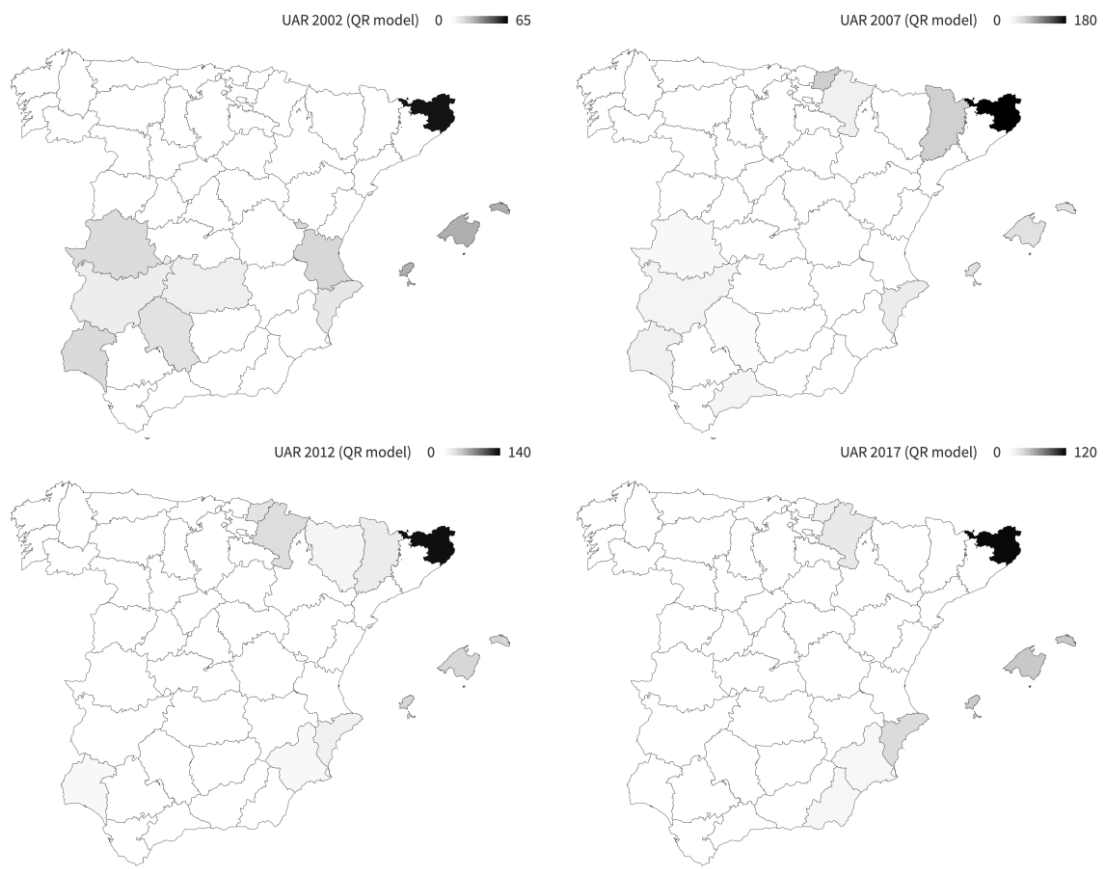 UAR 2002 (QR model) 0 65
UAR 2007 (QR model) 0 180
UAR 2012 (QR model) 0 140
UAR 2017 (QR model) 0 120